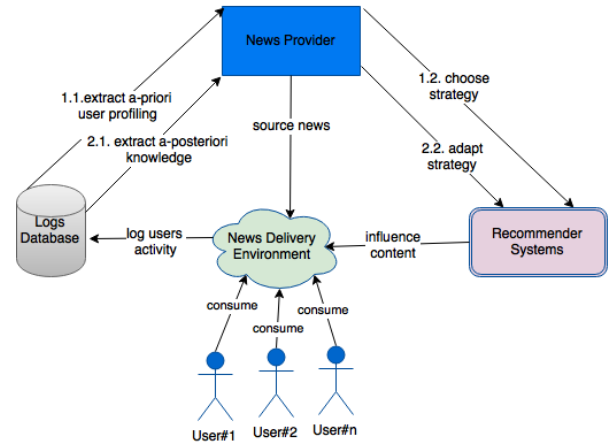 News Provider
1.1.extract a-priori
user profiling
1.2. choose
strategy
2.1. extract a-posteriori
knowledge
source news
2.2. adapt
strategy
Logs
Database
log users
activity
News Delivery
Environment
influence
content
Recommender
Systems
consume
consume
consume
User#1
User#2
User#n